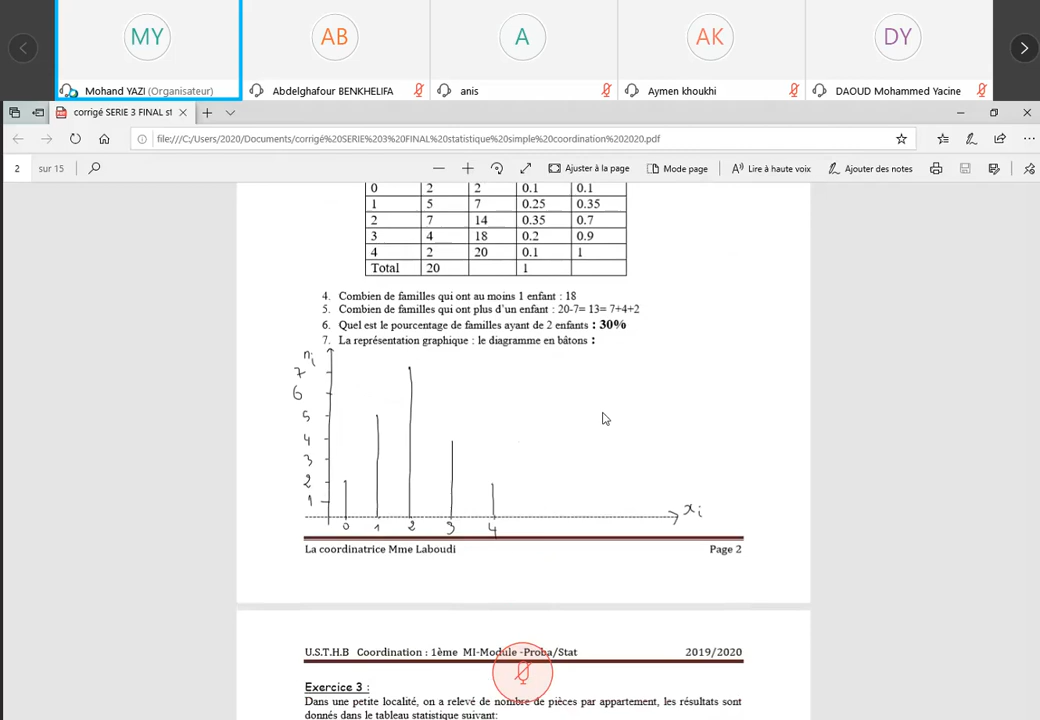 MY
AB
A
AK
DY
Mohand YAZI (Organisateur)
Abdelghafour BENKHELIFA
anis
Aymen khoukhi
DAOUD Mohammed Yacine
corrigé SERIE 3 FINAL st
file:///C:/Users/2020/Documents/corrigé%20SERIE%203%20FINAL%20statistique%20simple%20coordination%202020.pdf
2 sur 15
Ajuster à la page
Mode page
Lire à haute voix
Ajouter des notes
0 2 2 0.1 0.1
1 5 7 0.25 0.35
2 7 14 0.35 0.7
3 4 18 0.2 0.9
4 2 20 0.1 1
Total 20 1
4. Combien de familles qui ont au moins 1 enfant : 18
5. Combien de familles qui ont plus d'un enfant : 20-7= 13= 7+4+2
6. Quel est le pourcentage de familles ayant de 2 enfants : 30%
7. La représentation graphique : le diagramme en bâtons :
ni
7
6
5
4
3
2
1
0 1 2 3 4
xi
La coordinatrice Mme Laboudi Page 2
U.S.T.H.B Coordination : 1ème MI-Module -Proba/Stat 2019/2020
Exercice 3 :
Dans une petite localité, on a relevé de nombre de pièces par appartement, les résultats sont
donnés dans le tableau statistique suivant: